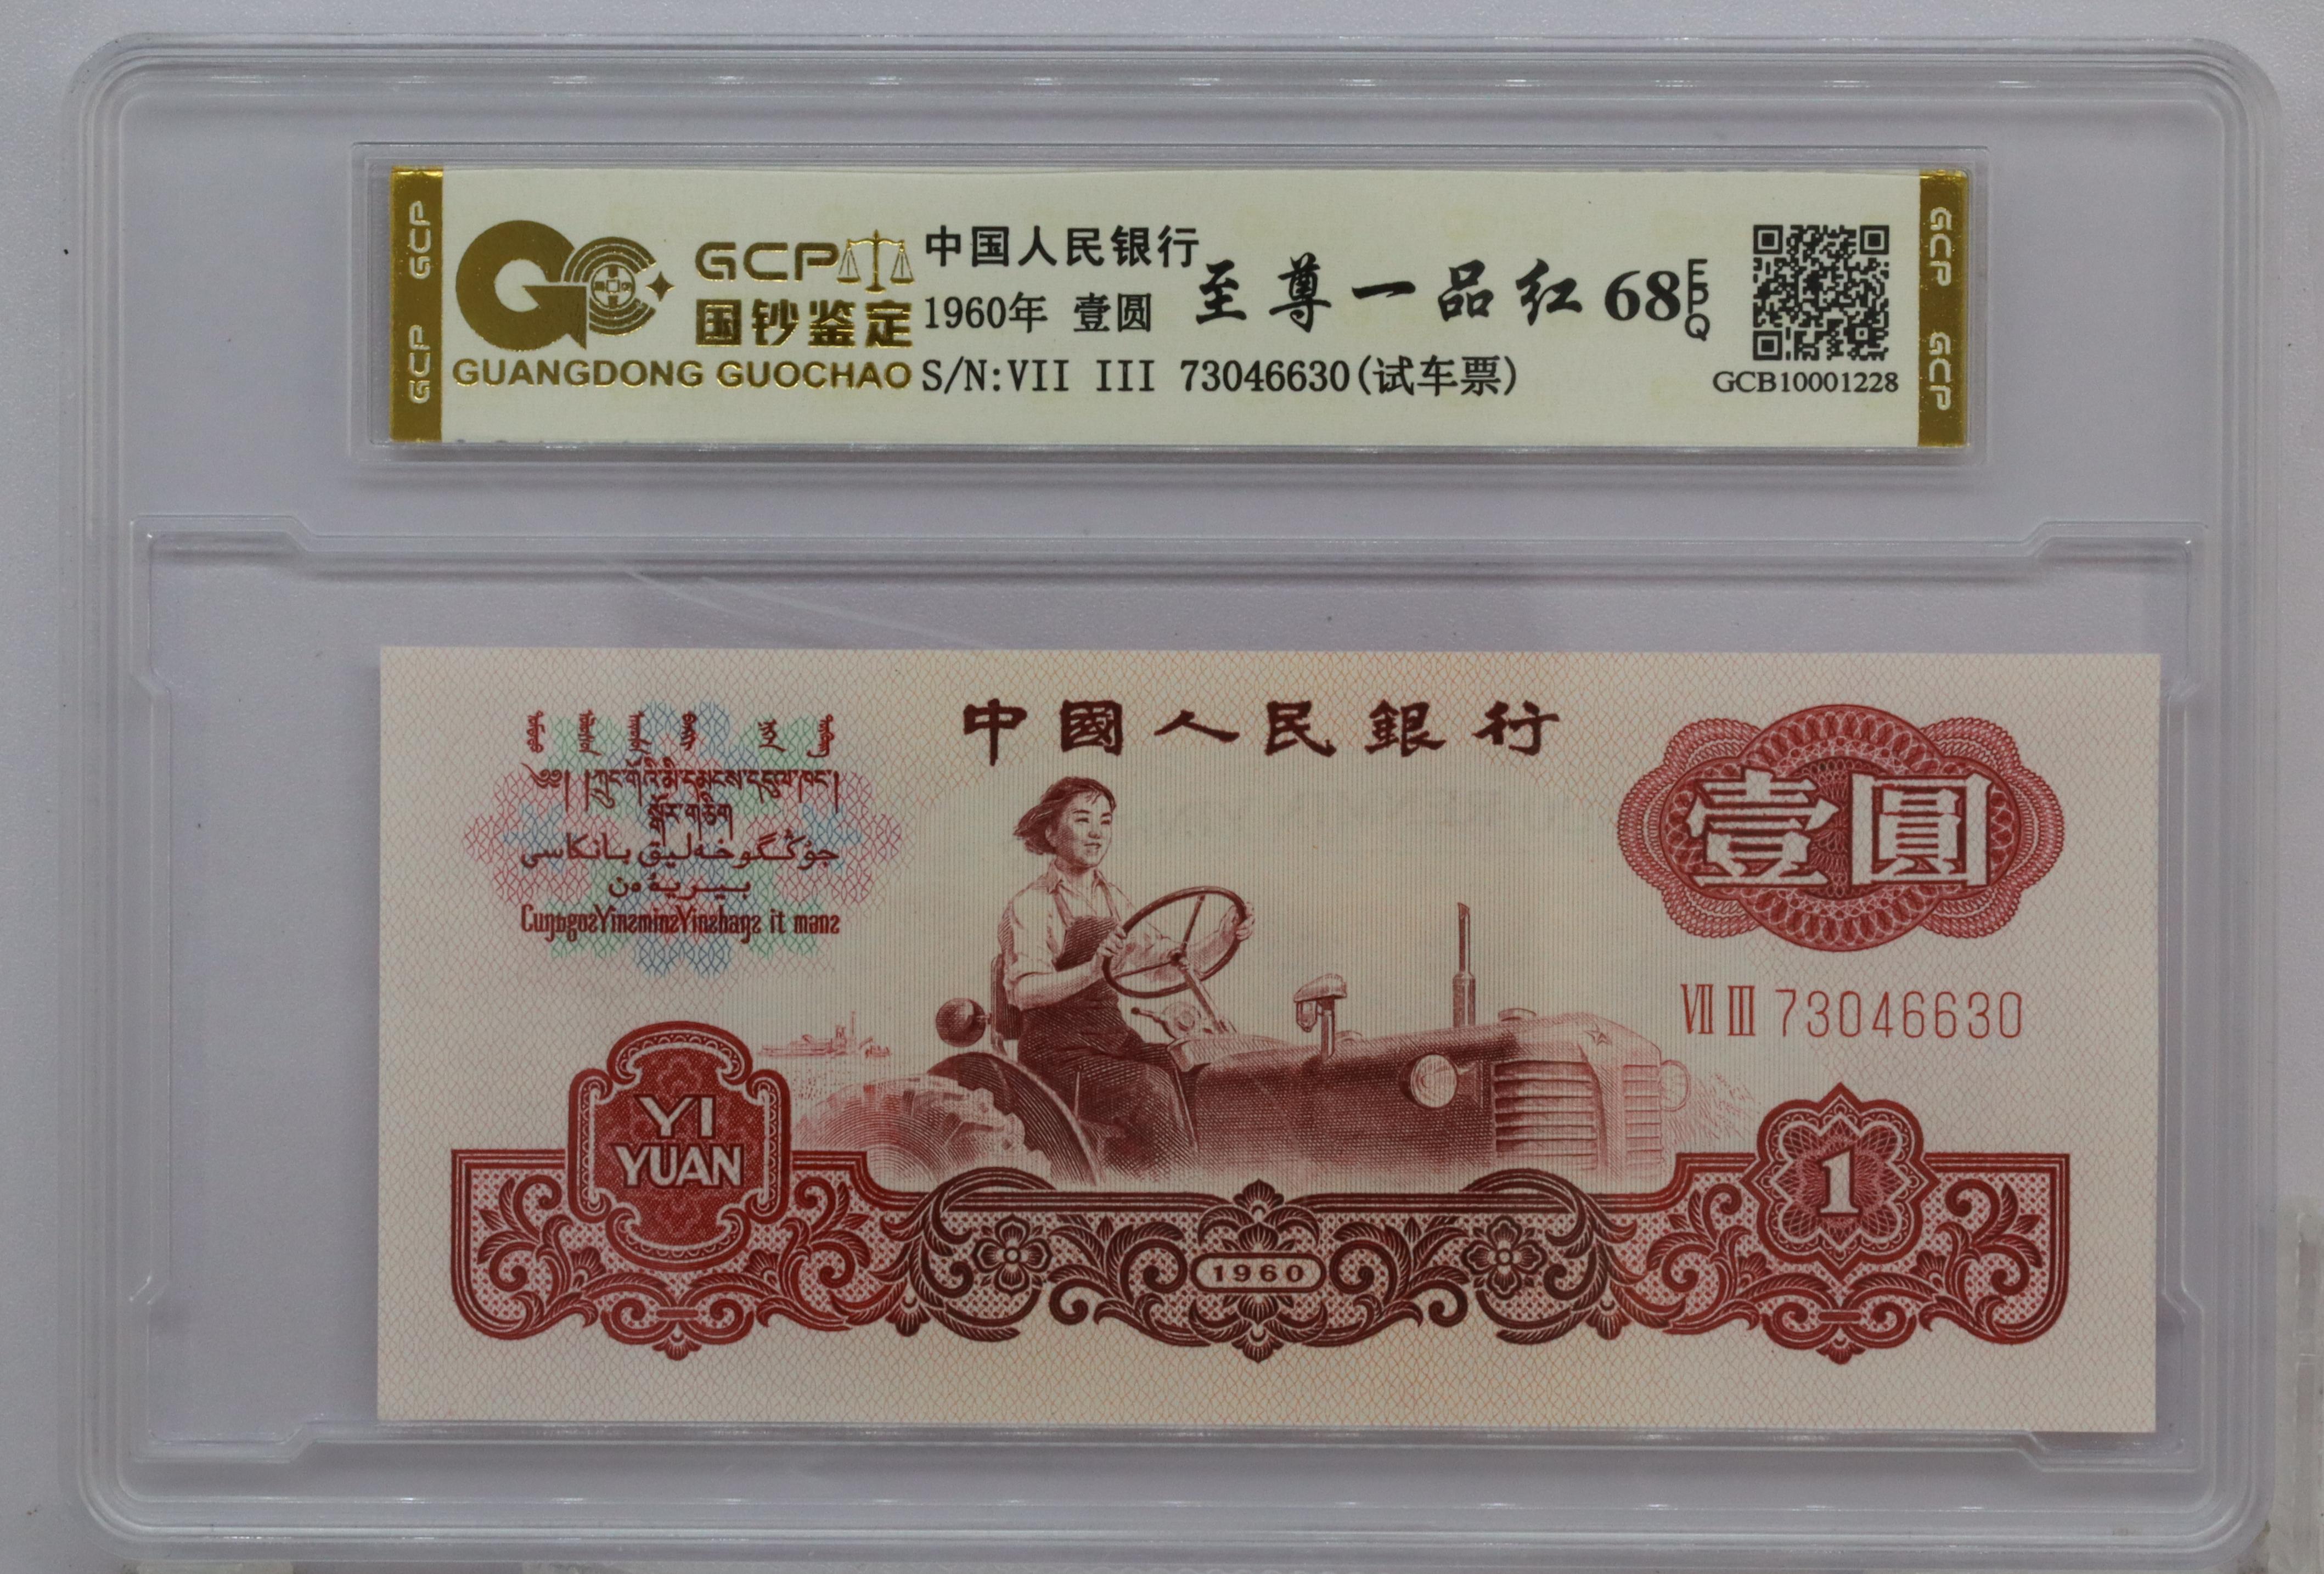 GCP
GCP
GCP
国钞鉴定
GUANGDONG GUOCHAO
中国人民银行
1960年 壹圆
S/N:VII III 73046630(试车票)
至尊一品红 68 EPQ
GCB10001228
GCP
GCP
中國人民銀行
壹圓
VII III 73046630
YI
YUAN
1960
1